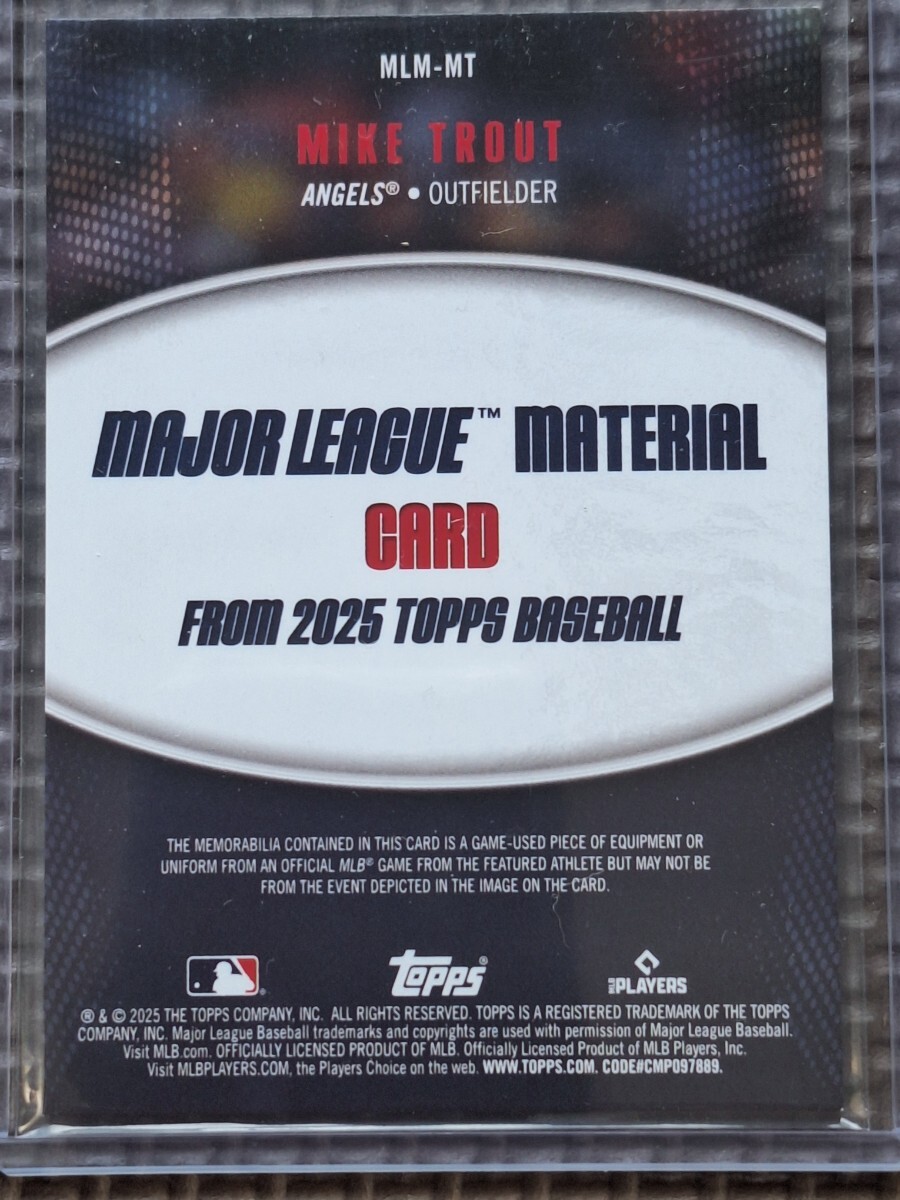 MLM-MT
MIKE TROUT
ANGELS® • OUTFIELDER
MAJOR LEAGUE™ MATERIAL
CARD
FROM 2025 TOPPS BASEBALL
THE MEMORABILIA CONTAINED IN THIS CARD IS A GAME-USED PIECE OF EQUIPMENT OR
UNIFORM FROM AN OFFICIAL MLB® GAME FROM THE FEATURED ATHLETE BUT MAY NOT BE
FROM THE EVENT DEPICTED IN THE IMAGE ON THE CARD.
topps®
MLB PLAYERS
® & © 2025 THE TOPPS COMPANY, INC. ALL RIGHTS RESERVED. TOPPS IS A REGISTERED TRADEMARK OF THE TOPPS
COMPANY, INC. Major League Baseball trademarks and copyrights are used with permission of Major League Baseball.
Visit MLB.com. OFFICIALLY LICENSED PRODUCT OF MLB. Officially Licensed Product of MLB Players, Inc.
Visit MLBPLAYERS.COM, the Players Choice on the web. WWW.TOPPS.COM. CODE#CMP097889.